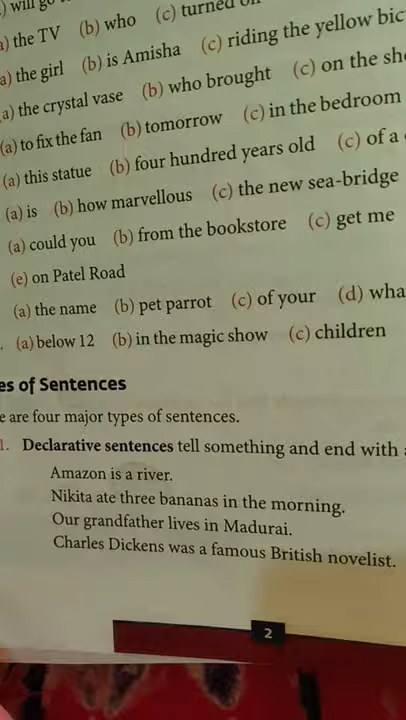 ) will go
a) the TV (b) who (c) turned
a) the girl (b) is Amisha (c) riding the yellow bic
a) the crystal vase (b) who brought (c) on the sh
(a) to fix the fan (b) tomorrow (c) in the bedroom
(a) this statue (b) four hundred years old (c) of a
(a) is (b) how marvellous (c) the new sea-bridge
(a) could you (b) from the bookstore (c) get me
(e) on Patel Road
(a) the name (b) pet parrot (c) of your (d) wha
. (a) below 12 (b) in the magic show (c) children
es of Sentences
e are four major types of sentences.
1. Declarative sentences tell something and end with
Amazon is a river.
Nikita ate three bananas in the morning.
Our grandfather lives in Madurai.
Charles Dickens was a famous British novelist.
2